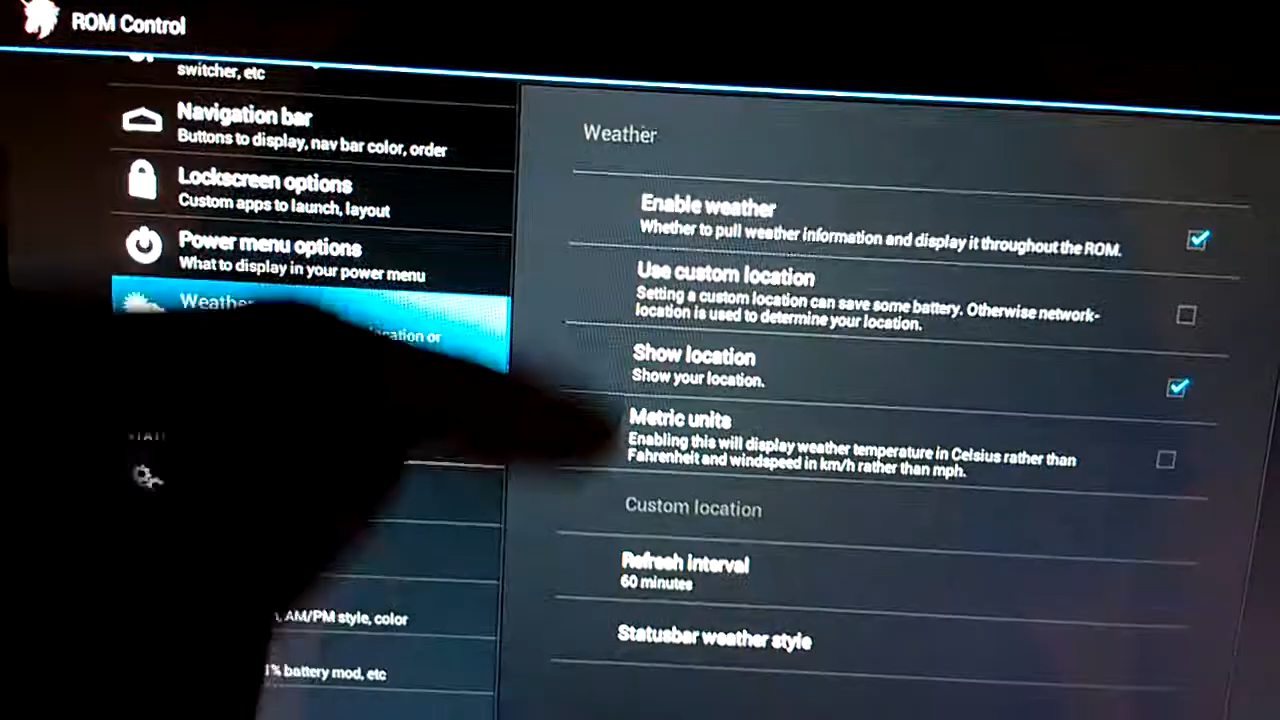 ROM Control
switcher, etc
Navigation bar
Buttons to display, nav bar color, order
Lockscreen options
Custom apps to launch, layout
Power menu options
What to display in your power menu
Weather
location or
AM/PM style, color
% battery mod, etc
Weather
Enable weather
Whether to pull weather information and display it throughout the ROM.
Use custom location
Setting a custom location can save some battery. Otherwise network-
location is used to determine your location.
Show location
Show your location.
Metric units
Enabling this will display weather temperature in Celsius rather than
Fahrenheit and windspeed in km/h rather than mph.
Custom location
Refresh interval
60 minutes
Statusbar weather style